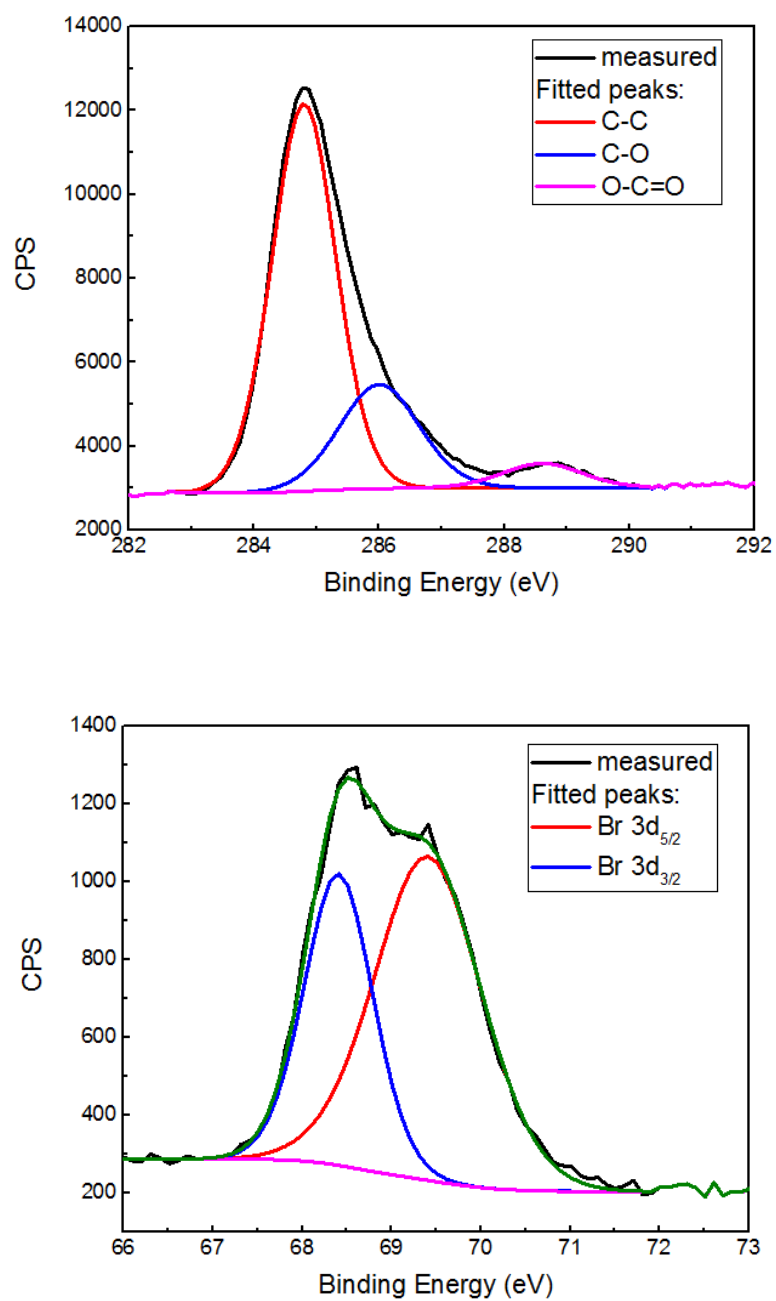 14000
measured
Fitted peaks:
C-C
C-O
O-C=O
12000
10000
8000
6000
4000
2000
CPS
282 284 286 288 290 292
Binding Energy (eV)
1400
measured
Fitted peaks:
Br 3d5/2
Br 3d3/2
1200
1000
800
600
400
200
CPS
66 67 68 69 70 71 72 73
Binding Energy (eV)